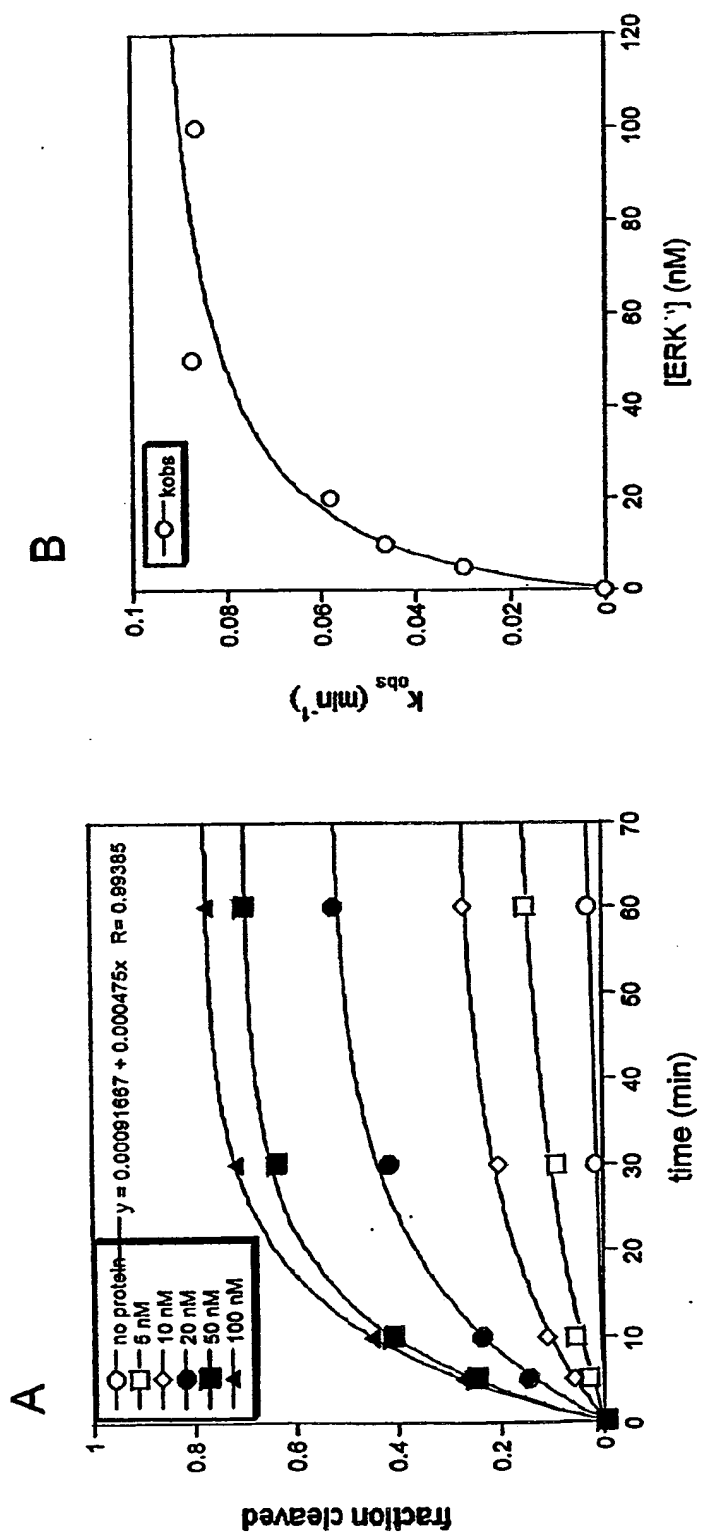 A
fraction cleaved
1
0.8
0.6
0.4
0.2
0
no protein
5 nM
10 nM
20 nM
50 nM
100 nM
y = 0.00091667 + 0.000475x R= 0.99385
0 10 20 30 40 50 60 70
time (min)
B
k obs (min-1)
0.1
0.08
0.06
0.04
0.02
0
kobs
0 20 40 60 80 100 120
[ERK ] (nM)